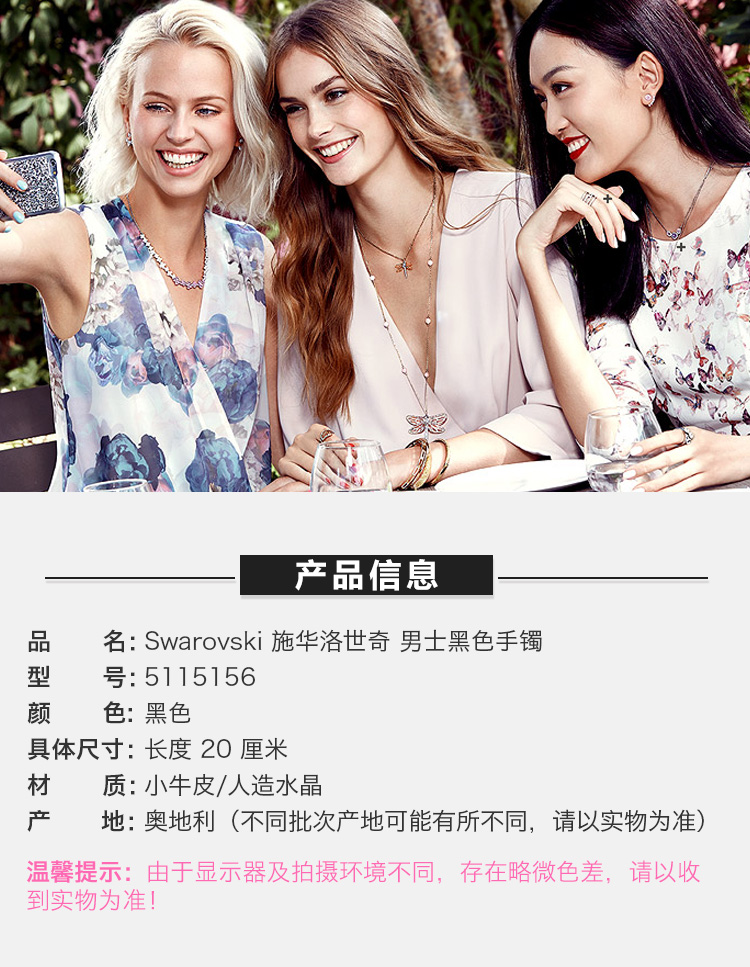 产品信息
品 名: Swarovski 施华洛世奇 男士黑色手镯
型 号: 5115156
颜 色: 黑色
具体尺寸: 长度 20 厘米
材 质: 小牛皮/人造水晶
产 地: 奥地利（不同批次产地可能有所不同，请以实物为准）
温馨提示: 由于显示器及拍摄环境不同，存在略微色差，请以收
到实物为准！